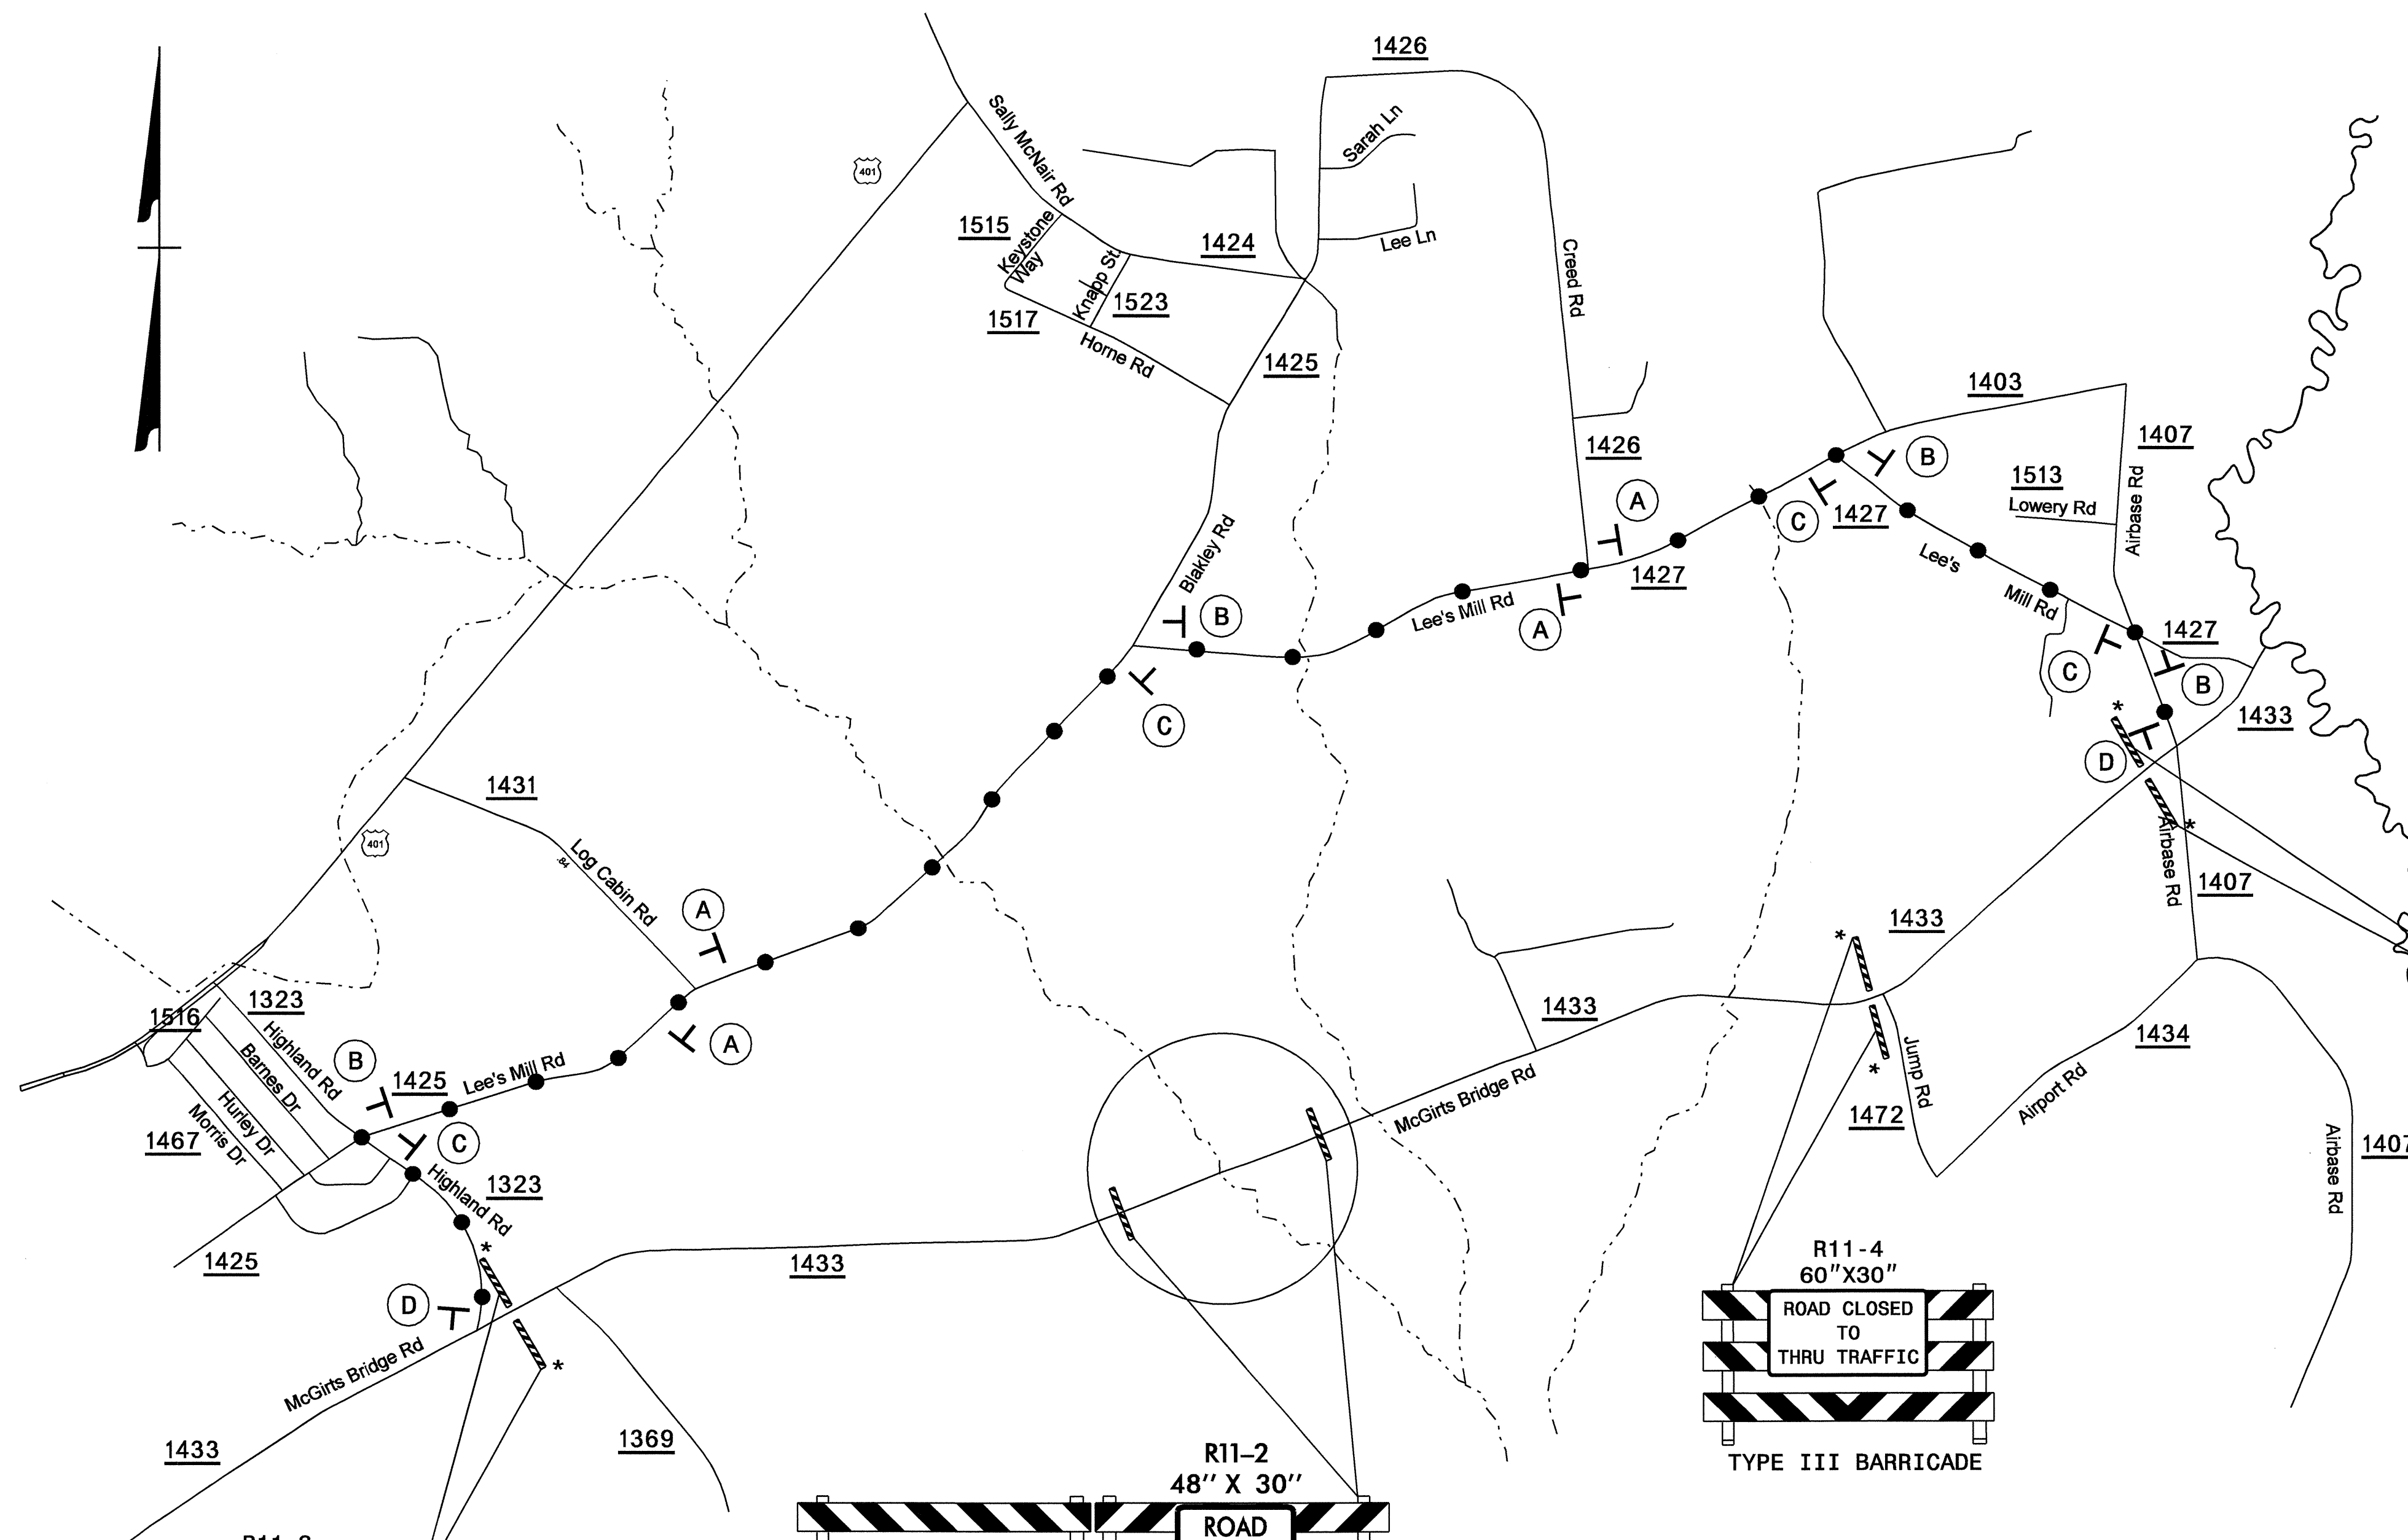 1426
Sally McNair Rd
401
Sarah Ln
1515
Keystone
Way
1424
Lee Ln
Knapp St
1523
1517
Horne Rd
Creed Rd
1425
1403
1426
1407
B
1513
Lowery Rd
A
C
1427
Airbase Rd
Blakley Rd
Lee's
Mill Rd
1427
Lee's Mill Rd
B
A
1427
C
B
C
1433
*
D
1431
401
Log Cabin Rd
.84
*
Airbase Rd
1407
A
1433
*
1323
1516
Highland Rd
1433
A
B
Barnes Dr
1425
Lee's Mill Rd
1434
*
Jump Rd
Airport Rd
McGirts Bridge Rd
Hurley Dr
Morris Dr
1467
C
1472
Airbase Rd
1407
Highland Rd
1323
*
1425
1433
D
R11-4
60"X30"
ROAD CLOSED
TO
THRU TRAFFIC
McGirts Bridge Rd
*
1433
1369
R11-2
48" X 30"
TYPE III BARRICADE
ROAD